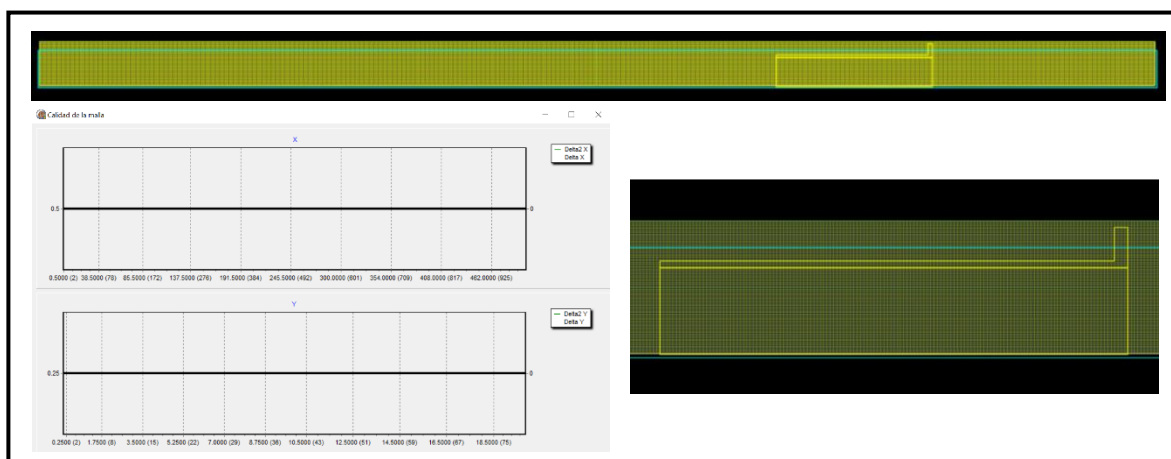 Calidad de la malla
X
Delta2 X
Delta X
0.5
0
0.5000 (2) 38.5000 (78) 85.5000 (172) 137.5000 (276) 191.5000 (384) 245.5000 (492) 300.0000 (601) 354.0000 (709) 408.0000 (817) 462.0000 (925)
Y
Delta2 Y
Delta Y
0.25
0
0.2500 (2) 1.7500 (8) 3.5000 (15) 5.2500 (22) 7.0000 (29) 8.7500 (36) 10.5000 (43) 12.5000 (51) 14.5000 (59) 16.5000 (67) 18.5000 (75)